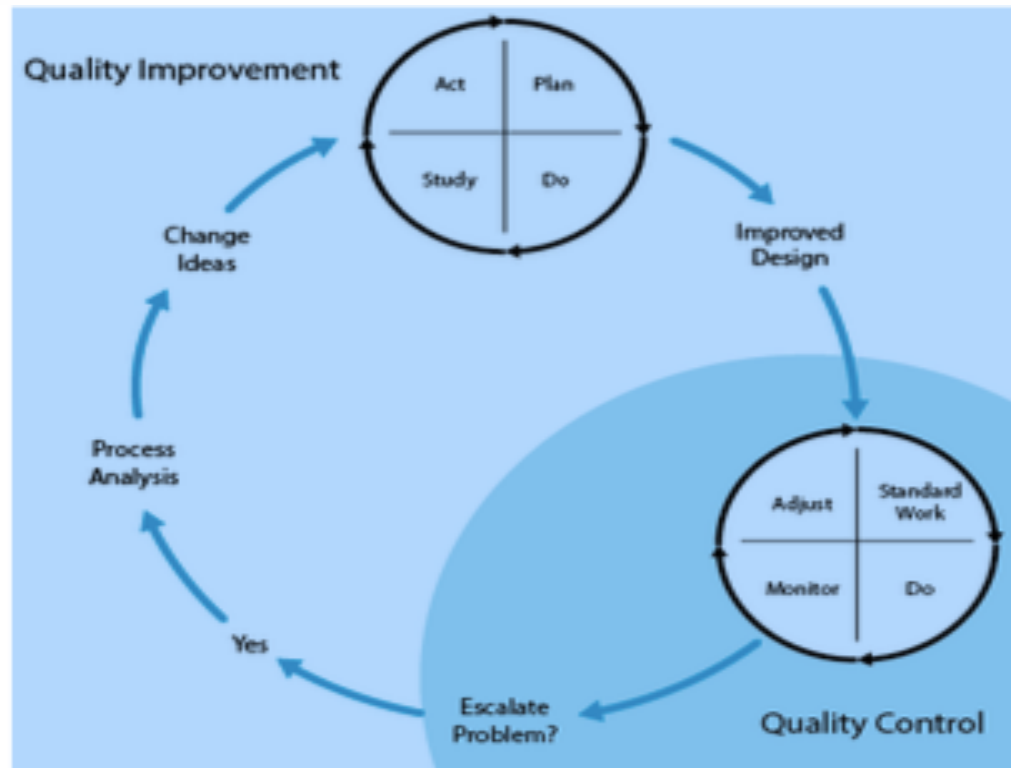 Quality Improvement
Act
Plan
Study
Do
Change
Ideas
Improved
Design
Process
Analysis
Adjust
Standard
Work
Monitor
Do
Yes
Escalate
Problem?
Quality Control